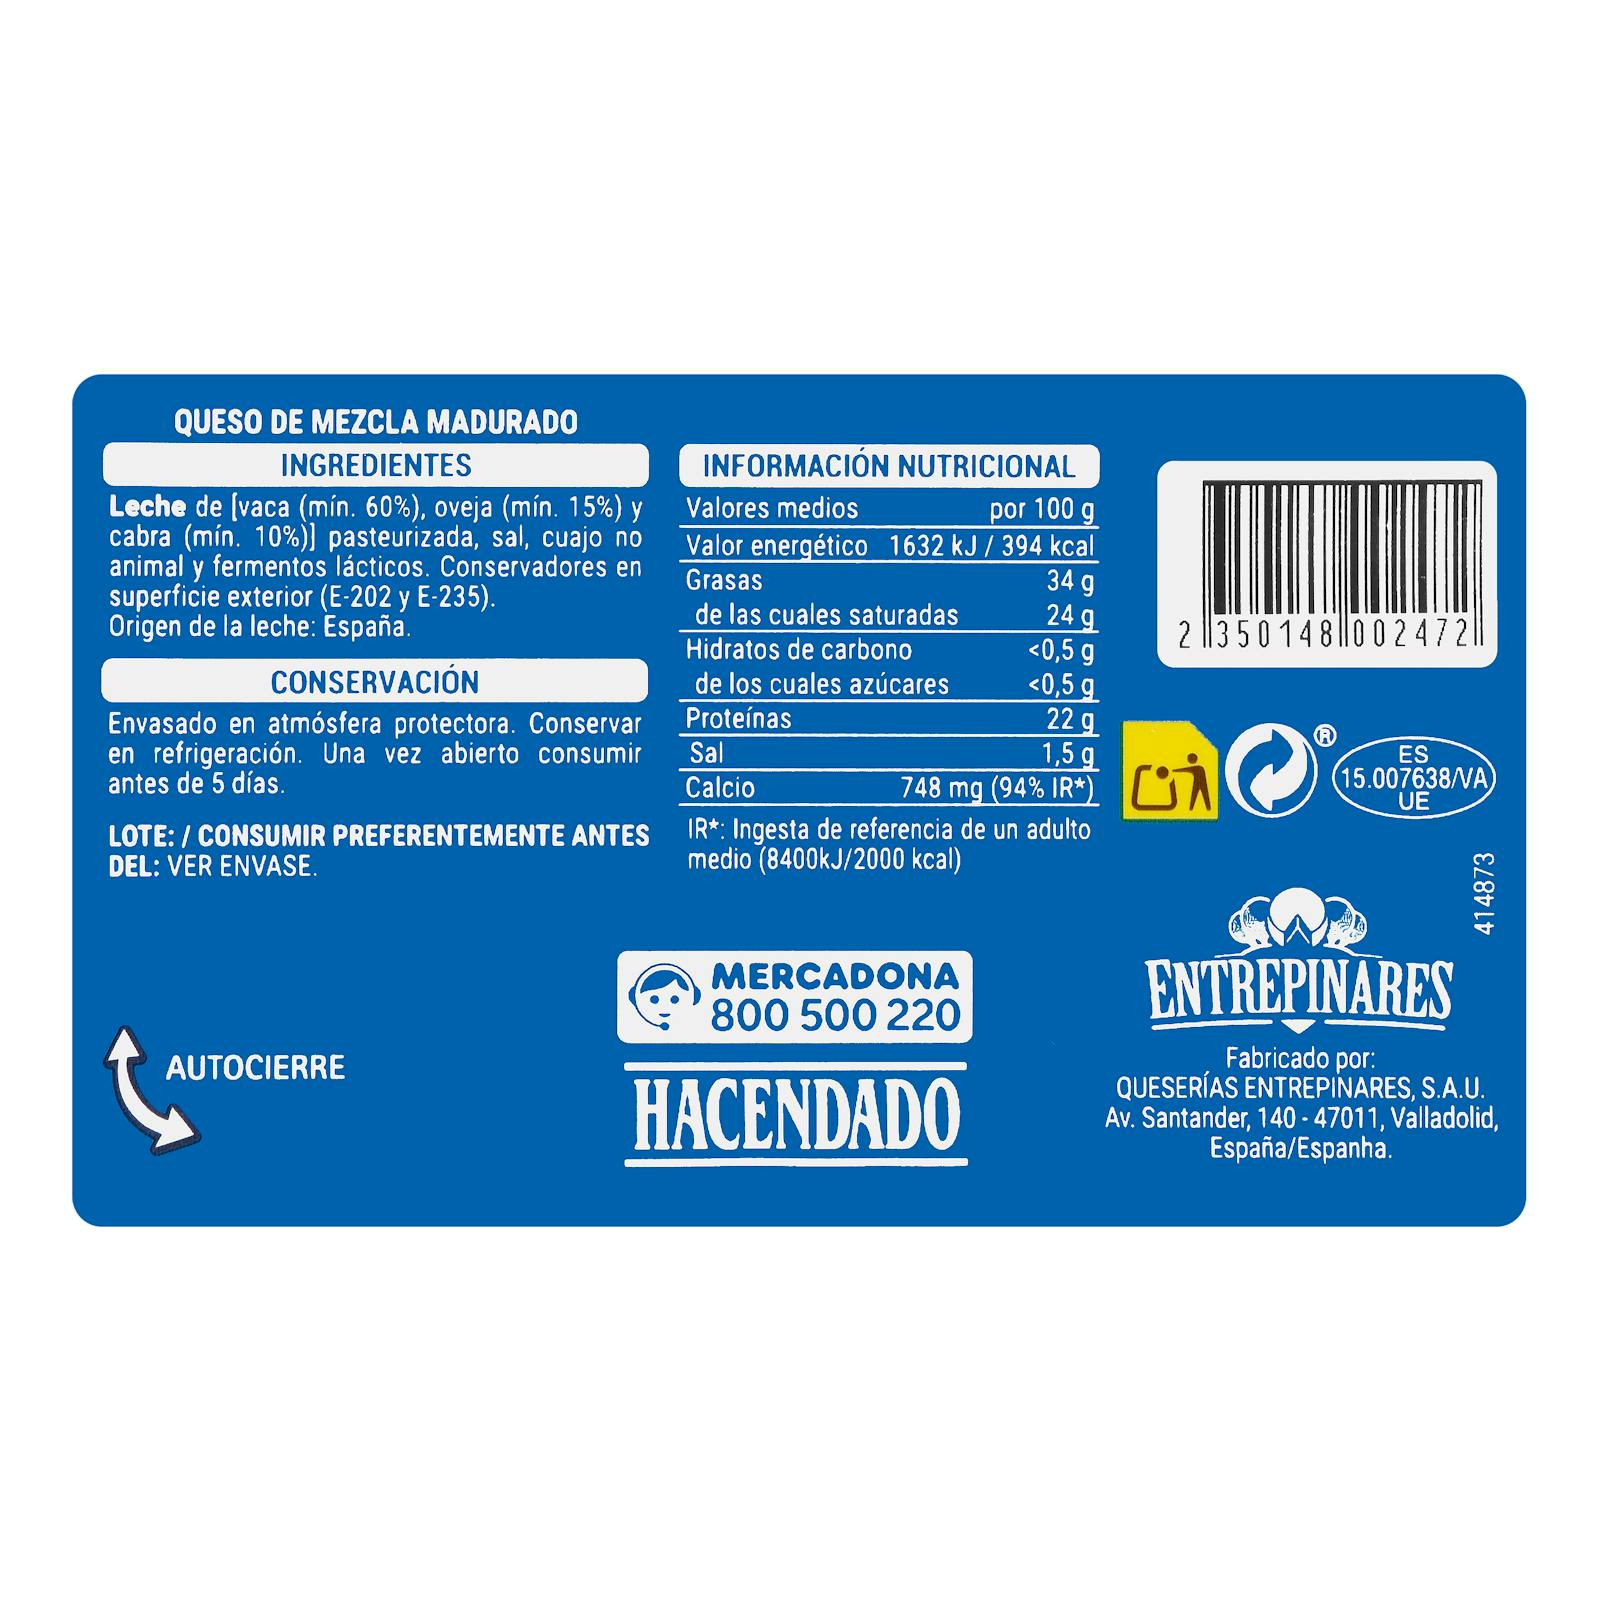 QUESO DE MEZCLA MADURADO
INGREDIENTES
Leche de [vaca (mín. 60%), oveja (mín. 15%) y
cabra (mín. 10%)] pasteurizada, sal, cuajo no
animal y fermentos lácticos. Conservadores en
superficie exterior (E-202 y E-235).
Origen de la leche: España.
CONSERVACIÓN
Envasado en atmósfera protectora. Conservar
en refrigeración. Una vez abierto consumir
antes de 5 días.
LOTE: / CONSUMIR PREFERENTEMENTE ANTES
DEL: VER ENVASE.
AUTOCIERRE
INFORMACIÓN NUTRICIONAL
Valores medios por 100 g
Valor energético 1632 kJ / 394 kcal
Grasas 34 g
de las cuales saturadas 24 g
Hidratos de carbono <0,5 g
de los cuales azúcares <0,5 g
Proteínas 22 g
Sal 1,5 g
Calcio 748 mg (94% IR*)
IR*: Ingesta de referencia de un adulto
medio (8400kJ/2000 kcal)
MERCADONA
800 500 220
HACENDADO
2 350148 002472
®
ES
15.007638/VA
UE
414873
ENTREPINARES
Fabricado por:
QUESERÍAS ENTREPINARES, S.A.U.
Av. Santander, 140 - 47011, Valladolid,
España/Espanha.